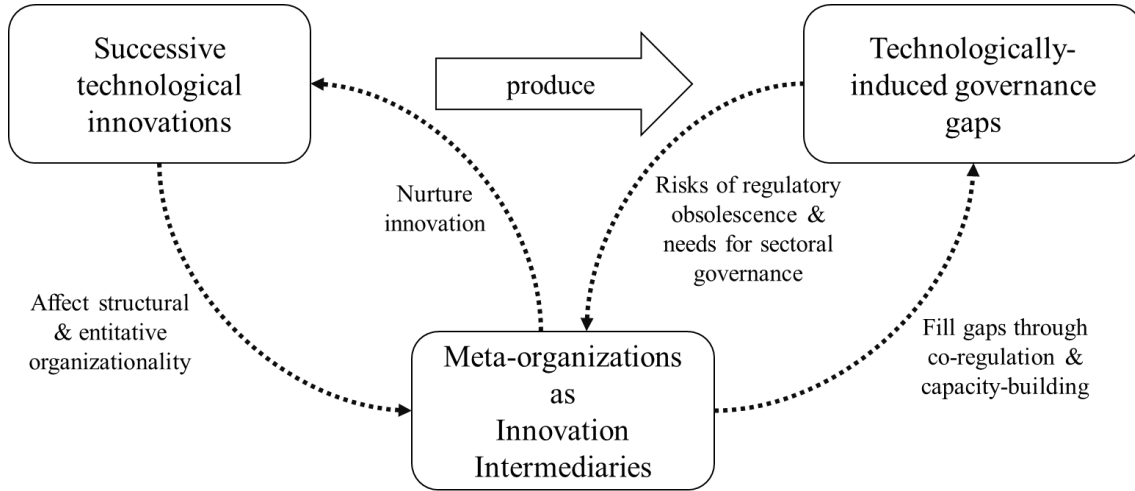 Successive
technological
innovations
produce
Technologically-
induced governance
gaps
Nurture
innovation
Risks of regulatory
obsolescence &
needs for sectoral
governance
Affect structural
& entitative
organizationality
Fill gaps through
co-regulation &
capacity-building
Meta-organizations
as
Innovation
Intermediaries